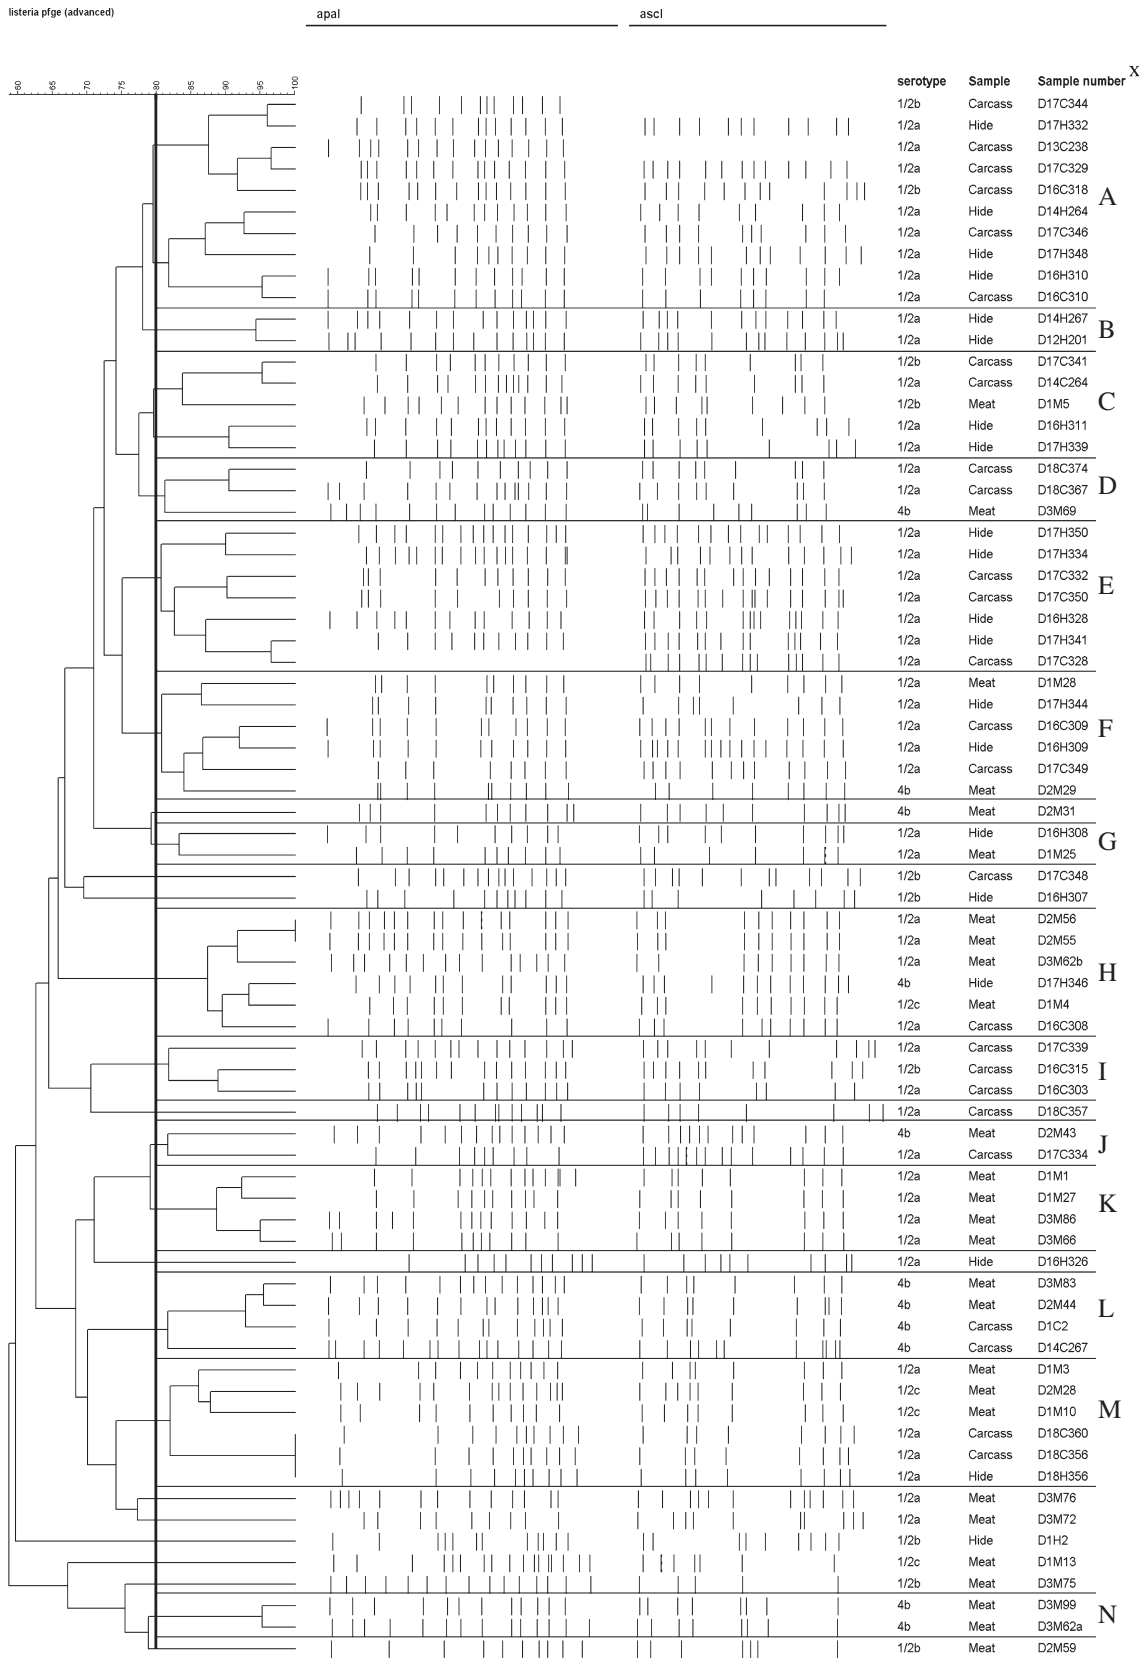 listeria pfge (advanced)
apaI
ascI
x
60 65 70 75 80 85 90 95 100
serotype Sample Sample number
1/2b Carcass D17C344
1/2a Hide D17H332
1/2a Carcass D13C238
1/2a Carcass D17C329
1/2b Carcass D16C318
A
1/2a Hide D14H264
1/2a Carcass D17C346
1/2a Hide D17H348
1/2a Hide D16H310
1/2a Carcass D16C310
1/2a Hide D14H267
B
1/2a Hide D12H201
1/2b Carcass D17C341
1/2a Carcass D14C264
1/2b Meat D1M5
C
1/2a Hide D16H311
1/2a Hide D17H339
1/2a Carcass D18C374
1/2a Carcass D18C367
D
4b Meat D3M69
1/2a Hide D17H350
1/2a Hide D17H334
1/2a Carcass D17C332
E
1/2a Carcass D17C350
1/2a Hide D16H328
1/2a Hide D17H341
1/2a Carcass D17C328
1/2a Meat D1M28
1/2a Hide D17H344
1/2a Carcass D16C309
F
1/2a Hide D16H309
1/2a Carcass D17C349
4b Meat D2M29
4b Meat D2M31
1/2a Hide D16H308
G
1/2a Meat D1M25
1/2b Carcass D17C348
1/2b Hide D16H307
1/2a Meat D2M56
1/2a Meat D2M55
1/2a Meat D3M62b
H
4b Hide D17H346
1/2c Meat D1M4
1/2a Carcass D16C308
1/2a Carcass D17C339
1/2b Carcass D16C315
I
1/2a Carcass D16C303
1/2a Carcass D18C357
4b Meat D2M43
J
1/2a Carcass D17C334
1/2a Meat D1M1
1/2a Meat D1M27
K
1/2a Meat D3M86
1/2a Meat D3M66
1/2a Hide D16H326
4b Meat D3M83
4b Meat D2M44
L
4b Carcass D1C2
4b Carcass D14C267
1/2a Meat D1M3
1/2c Meat D2M28
1/2c Meat D1M10
M
1/2a Carcass D18C360
1/2a Carcass D18C356
1/2a Hide D18H356
1/2a Meat D3M76
1/2a Meat D3M72
1/2b Hide D1H2
1/2c Meat D1M13
1/2b Meat D3M75
4b Meat D3M99
N
4b Meat D3M62a
1/2b Meat D2M59